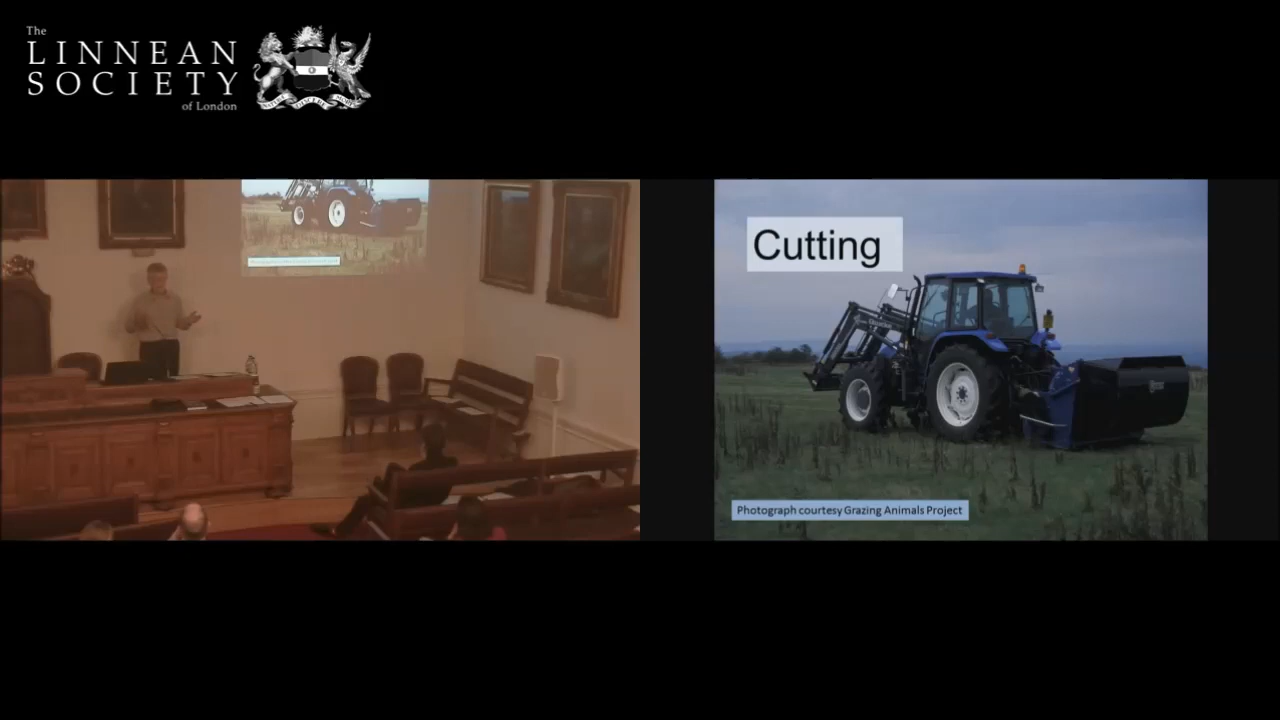 The
LINNEAN
SOCIETY
of London
Cutting
Photograph courtesy Grazing Animals Project